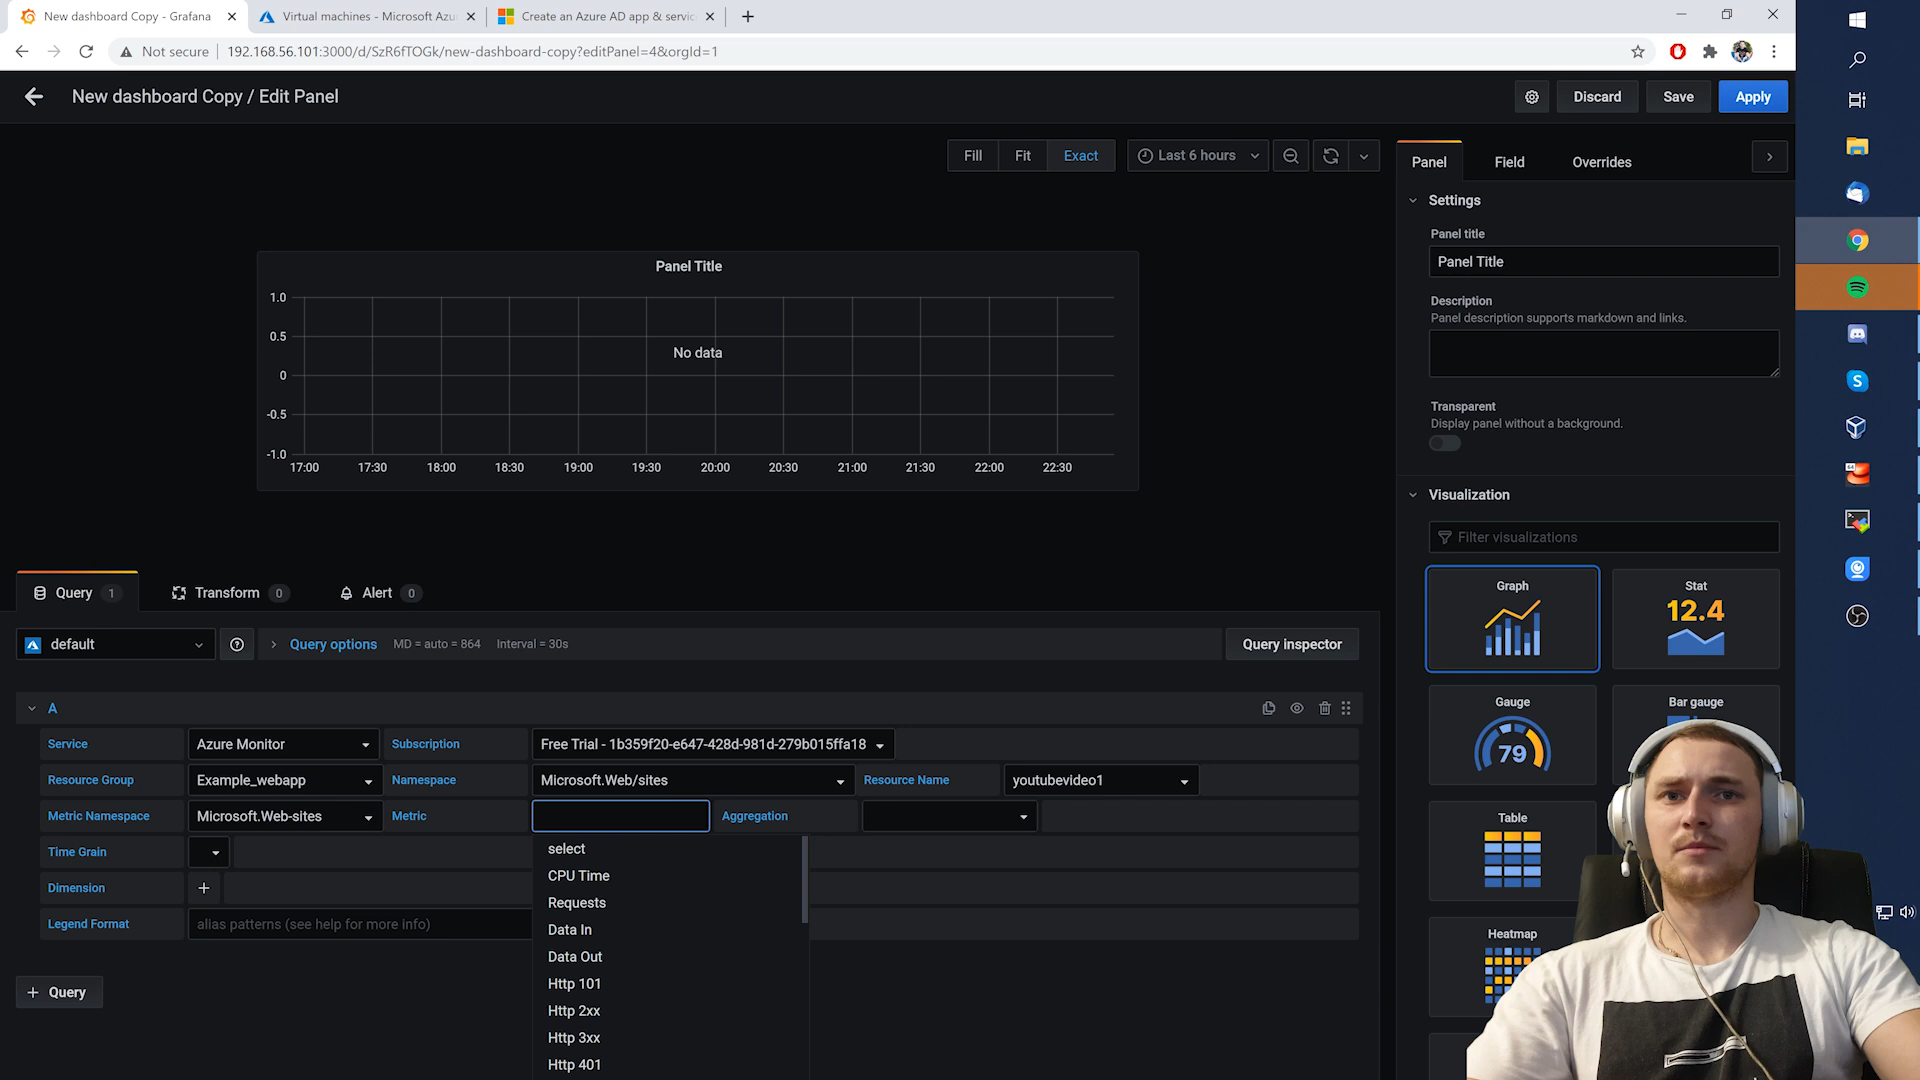 New dashboard Copy - Grafana
Virtual machines - Microsoft Azu
Create an Azure AD app & servic
Not secure
192.168.56.101:3000/d/SzR6fTOGk/new-dashboard-copy?editPanel=4&orgId=1
New dashboard Copy / Edit Panel
Discard
Save
Apply
Fill
Fit
Exact
Last 6 hours
Panel
Field
Overrides
Settings
Panel title
Panel Title
Description
Panel description supports markdown and links.
Transparent
Display panel without a background.
Visualization
Filter visualizations
Graph
Stat
12.4
Gauge
79
Bar gauge
Table
Heatmap
Panel Title
1.0
0.5
No data
0
-0.5
-1.0
17:00 17:30 18:00 18:30 19:00 19:30 20:00 20:30 21:00 21:30 22:00 22:30
Query 1
Transform 0
Alert 0
default
Query options
MD = auto = 864
Interval = 30s
Query inspector
A
Service
Azure Monitor
Subscription
Free Trial - 1b359f20-e647-428d-981d-279b015ffa18
Resource Group
Example_webapp
Namespace
Microsoft.Web/sites
Resource Name
youtubevideo1
Metric Namespace
Microsoft.Web-sites
Metric
Aggregation
Time Grain
Dimension
Legend Format
alias patterns (see help for more info)
select
CPU Time
Requests
Data In
Data Out
Http 101
Http 2xx
Http 3xx
Http 401
+ Query